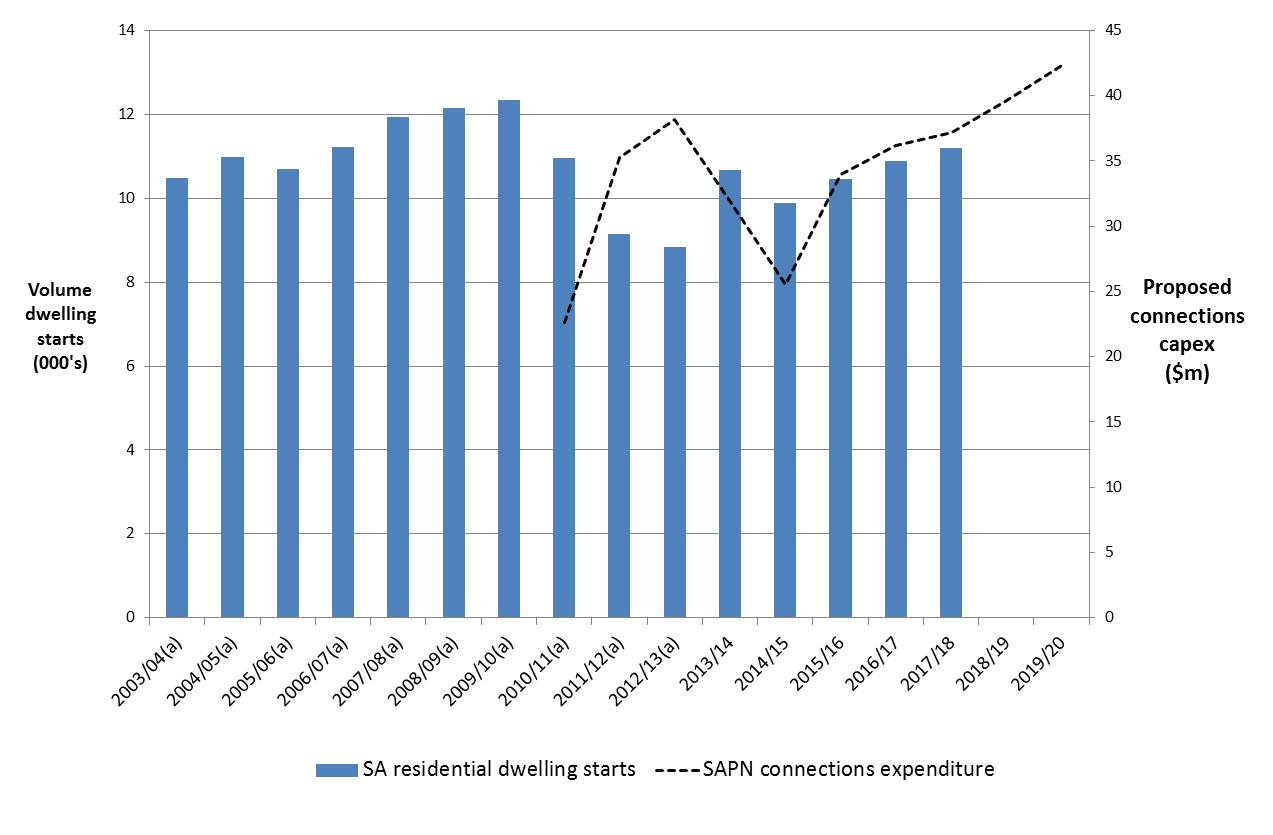 14
12
10
8
6
4
2
0
Volume
dwelling
starts
(000's)
45
40
35
30
25
20
15
10
5
0
Proposed
connections
capex
($m)
2003/04(a)
2004/05(a)
2005/06(a)
2006/07(a)
2007/08(a)
2008/09(a)
2009/10(a)
2010/11(a)
2011/12(a)
2012/13(a)
2013/14
2014/15
2015/16
2016/17
2017/18
2018/19
2019/20
SA residential dwelling starts
SAPN connections expenditure